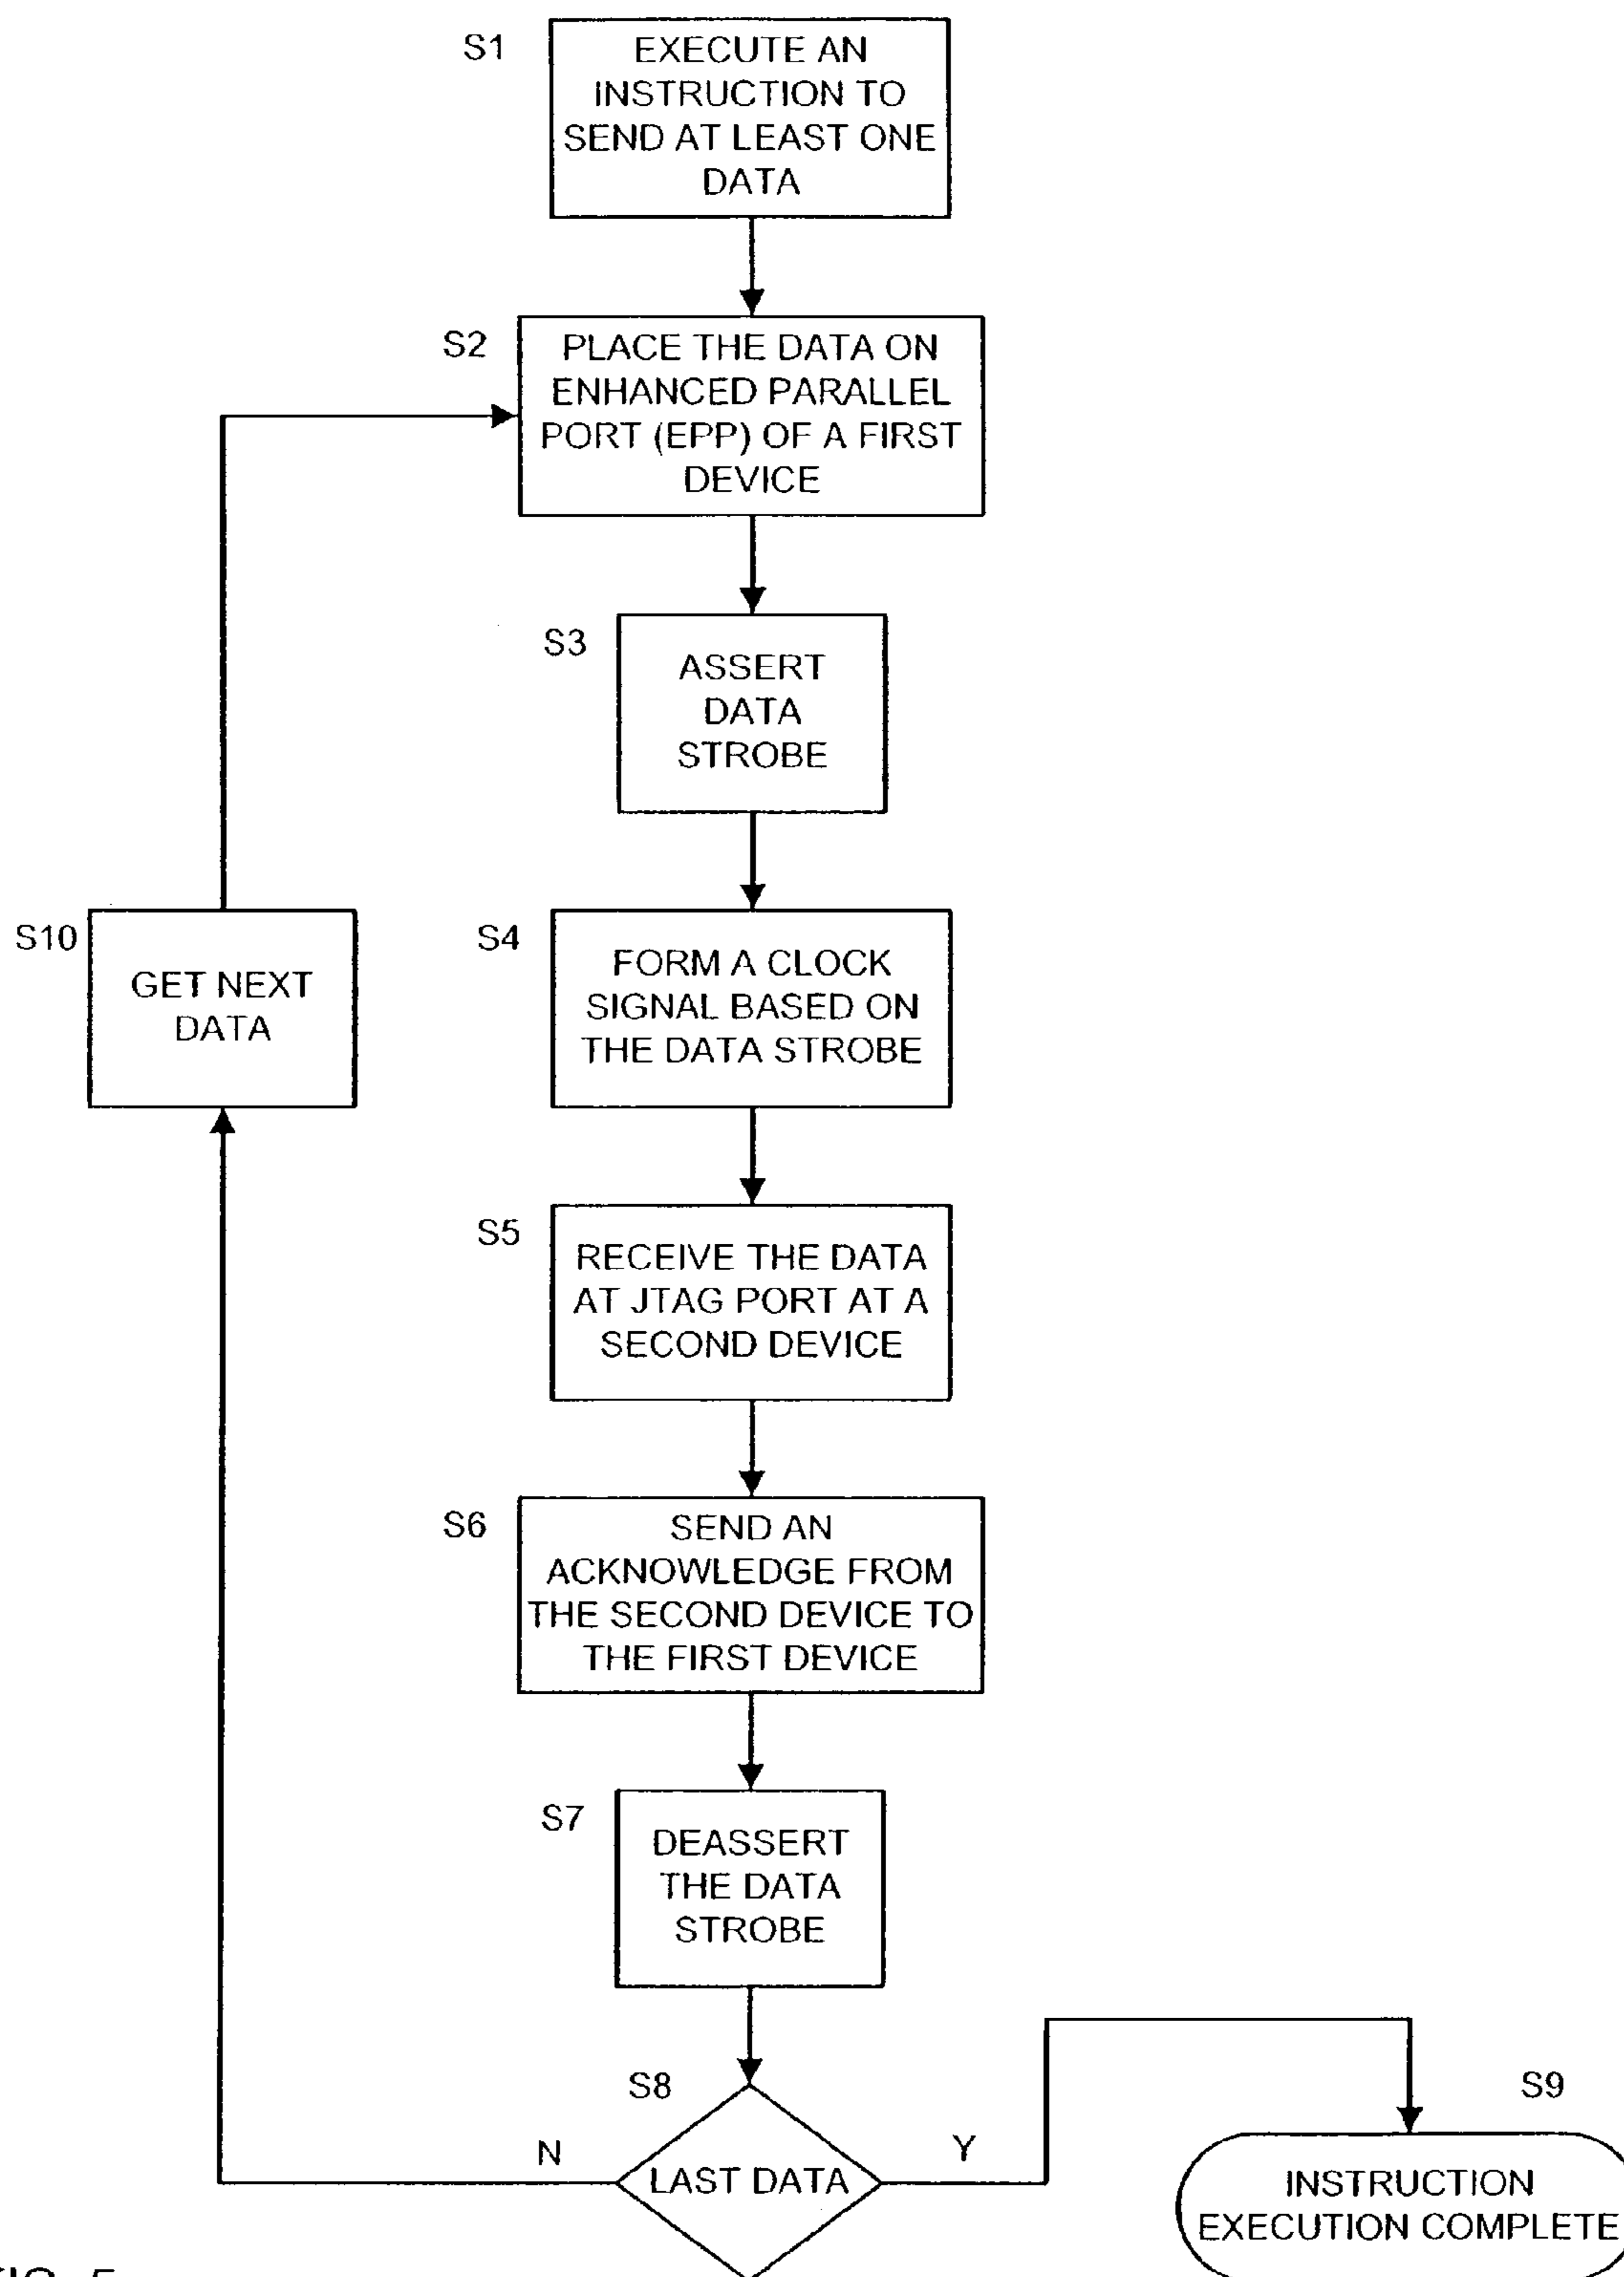 S1
EXECUTE AN
INSTRUCTION TO
SEND AT LEAST ONE
DATA
S2
PLACE THE DATA ON
ENHANCED PARALLEL
PORT (EPP) OF A FIRST
DEVICE
S3
ASSERT
DATA
STROBE
S10
GET NEXT
DATA
S4
FORM A CLOCK
SIGNAL BASED ON
THE DATA STROBE
S5
RECEIVE THE DATA
AT JTAG PORT AT A
SECOND DEVICE
S6
SEND AN
ACKNOWLEDGE FROM
THE SECOND DEVICE TO
THE FIRST DEVICE
S7
DEASSERT
THE DATA
STROBE
S8
N
LAST DATA
Y
S9
INSTRUCTION
EXECUTION COMPLETE